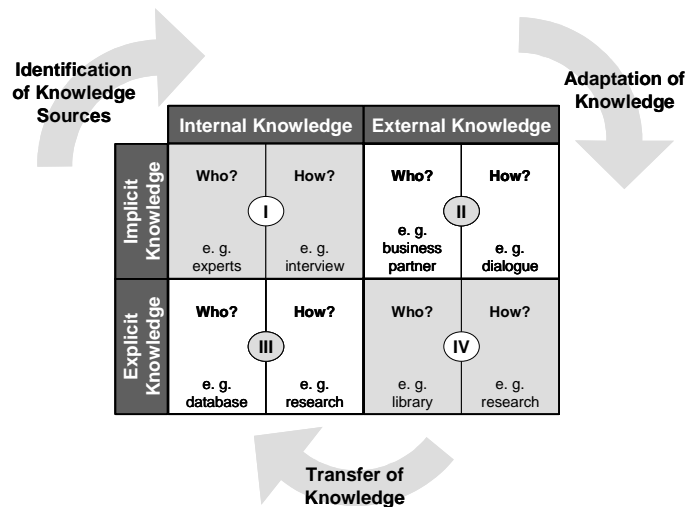 Identification
of Knowledge
Sources
Adaptation of
Knowledge
Internal Knowledge
External Knowledge
Implicit
Knowledge
Who?
How?
Who?
How?
I
II
e. g.
experts
e. g.
interview
e. g.
business
partner
e. g.
dialogue
Explicit
Knowledge
Who?
How?
Who?
How?
III
IV
e. g.
database
e. g.
research
e. g.
library
e. g.
research
Transfer of
Knowledge